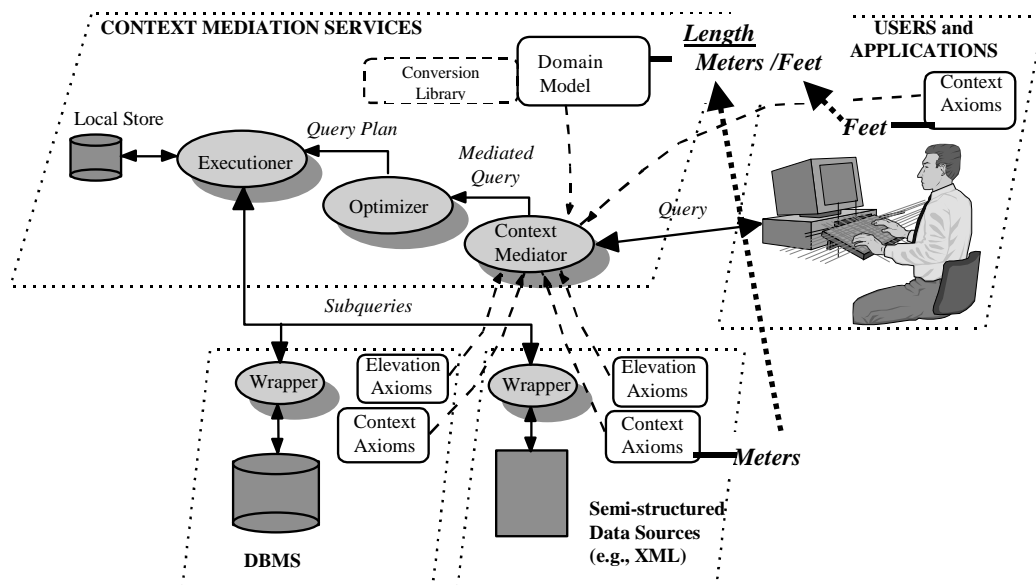 CONTEXT MEDIATION SERVICES
Length
Meters /Feet
USERS and
APPLICATIONS
Conversion
Library
Domain
Model
Context
Axioms
Feet
Local Store
Query Plan
Executioner
Mediated
Query
Optimizer
Context
Mediator
Query
Subqueries
Wrapper
Elevation
Axioms
Context
Axioms
Wrapper
Elevation
Axioms
Context
Axioms
Meters
DBMS
Semi-structured
Data Sources
(e.g., XML)